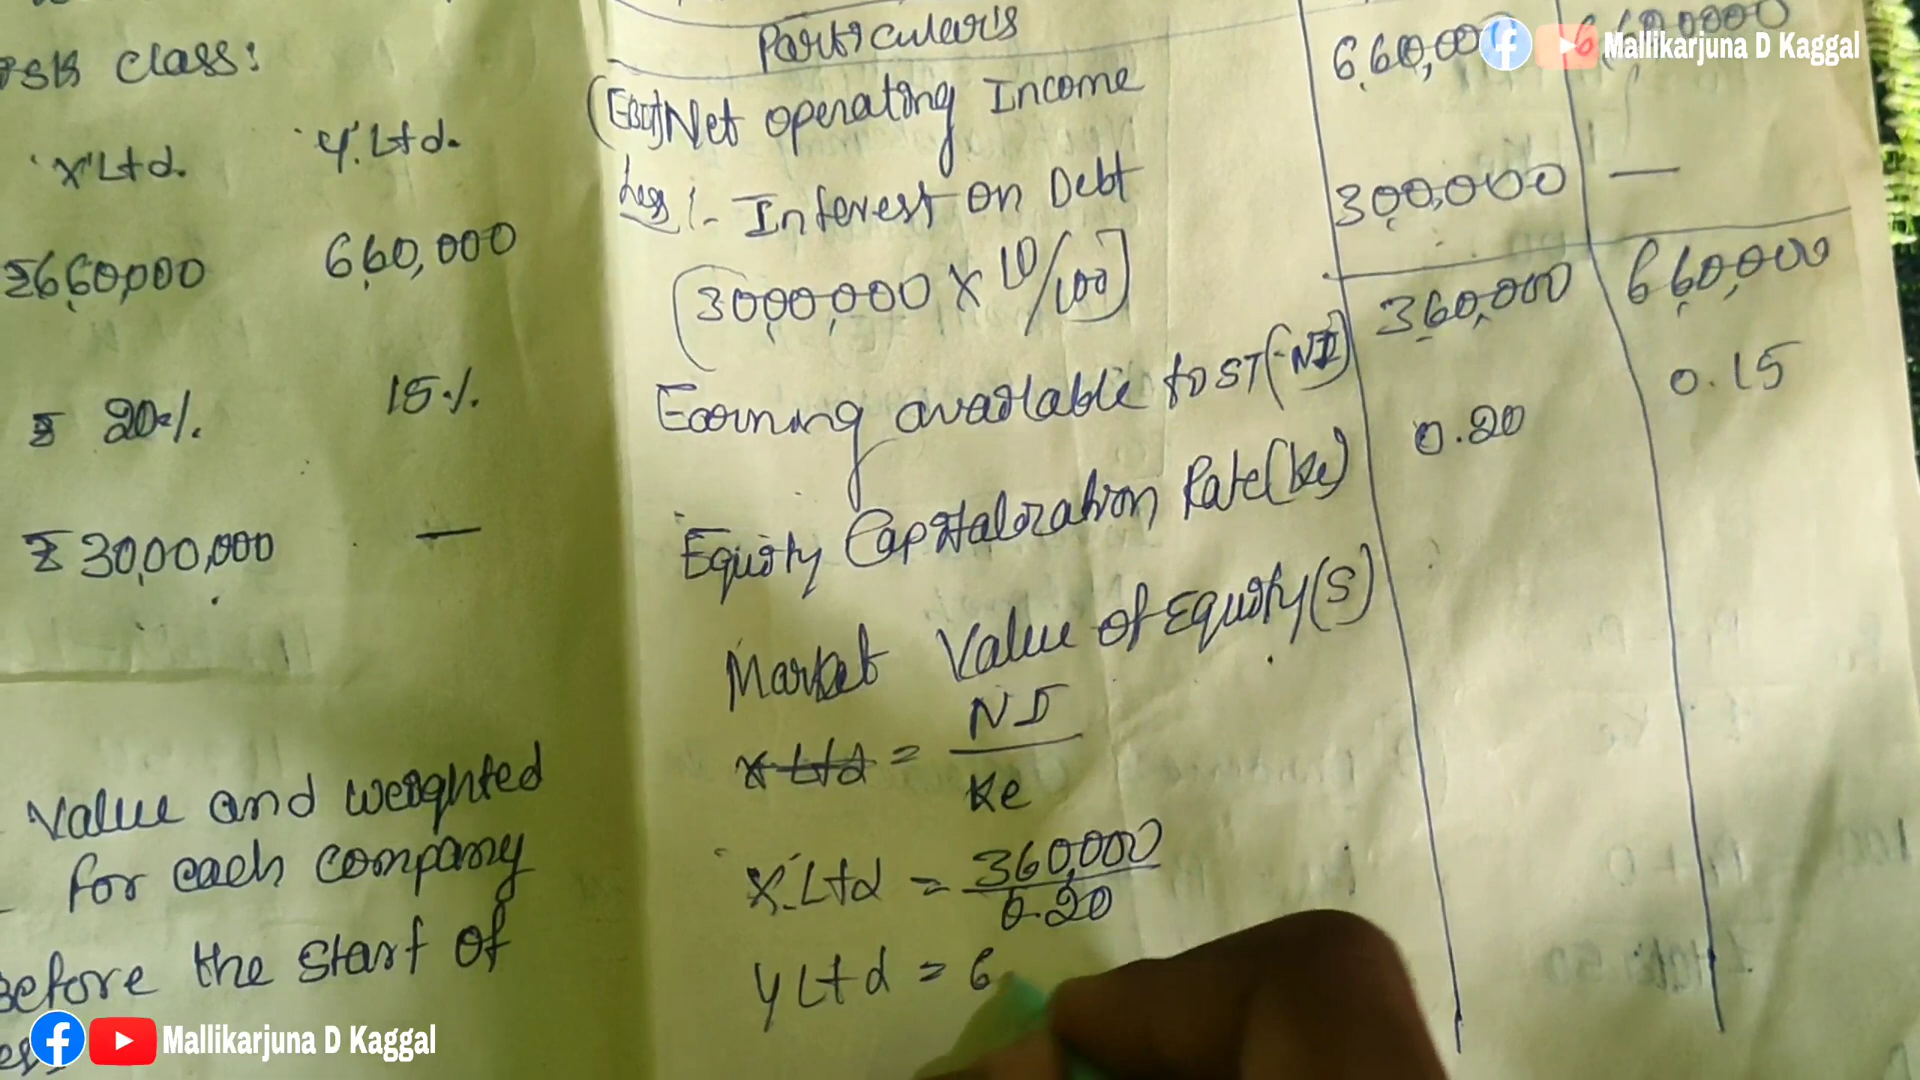 Class:
X Ltd. Y. Ltd.
₹660,000 660,000
20%. 15%.
₹30,00,000 —
Value and weighted
for each company
before the start of
Particulars
(EBIT) Net operating Income 6,60,000
Less:- Interest on Debt 300,000 —
(30,00,000 X 10/100) 360,000 6,60,000
Earning available to ST (-NI)
Equity Capitalization Rate (Ke) 0.20 0.15
Market Value of Equity (S)
X Ltd = NI
Ke
X. Ltd = 360,000
0.20
Y Ltd = 6
Mallikarjuna D Kaggal
Mallikarjuna D Kaggal